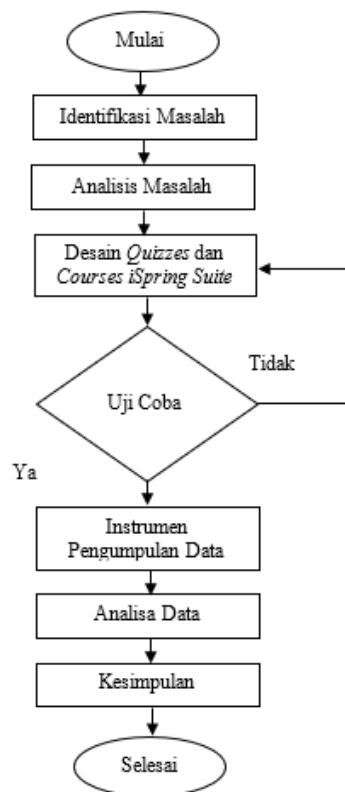 Mulai
Identifikasi Masalah
Analisis Masalah
Desain Quizzes dan
Courses iSpring Suite
Tidak
Uji Coba
Ya
Instrumen
Pengumpulan Data
Analisa Data
Kesimpulan
Selesai